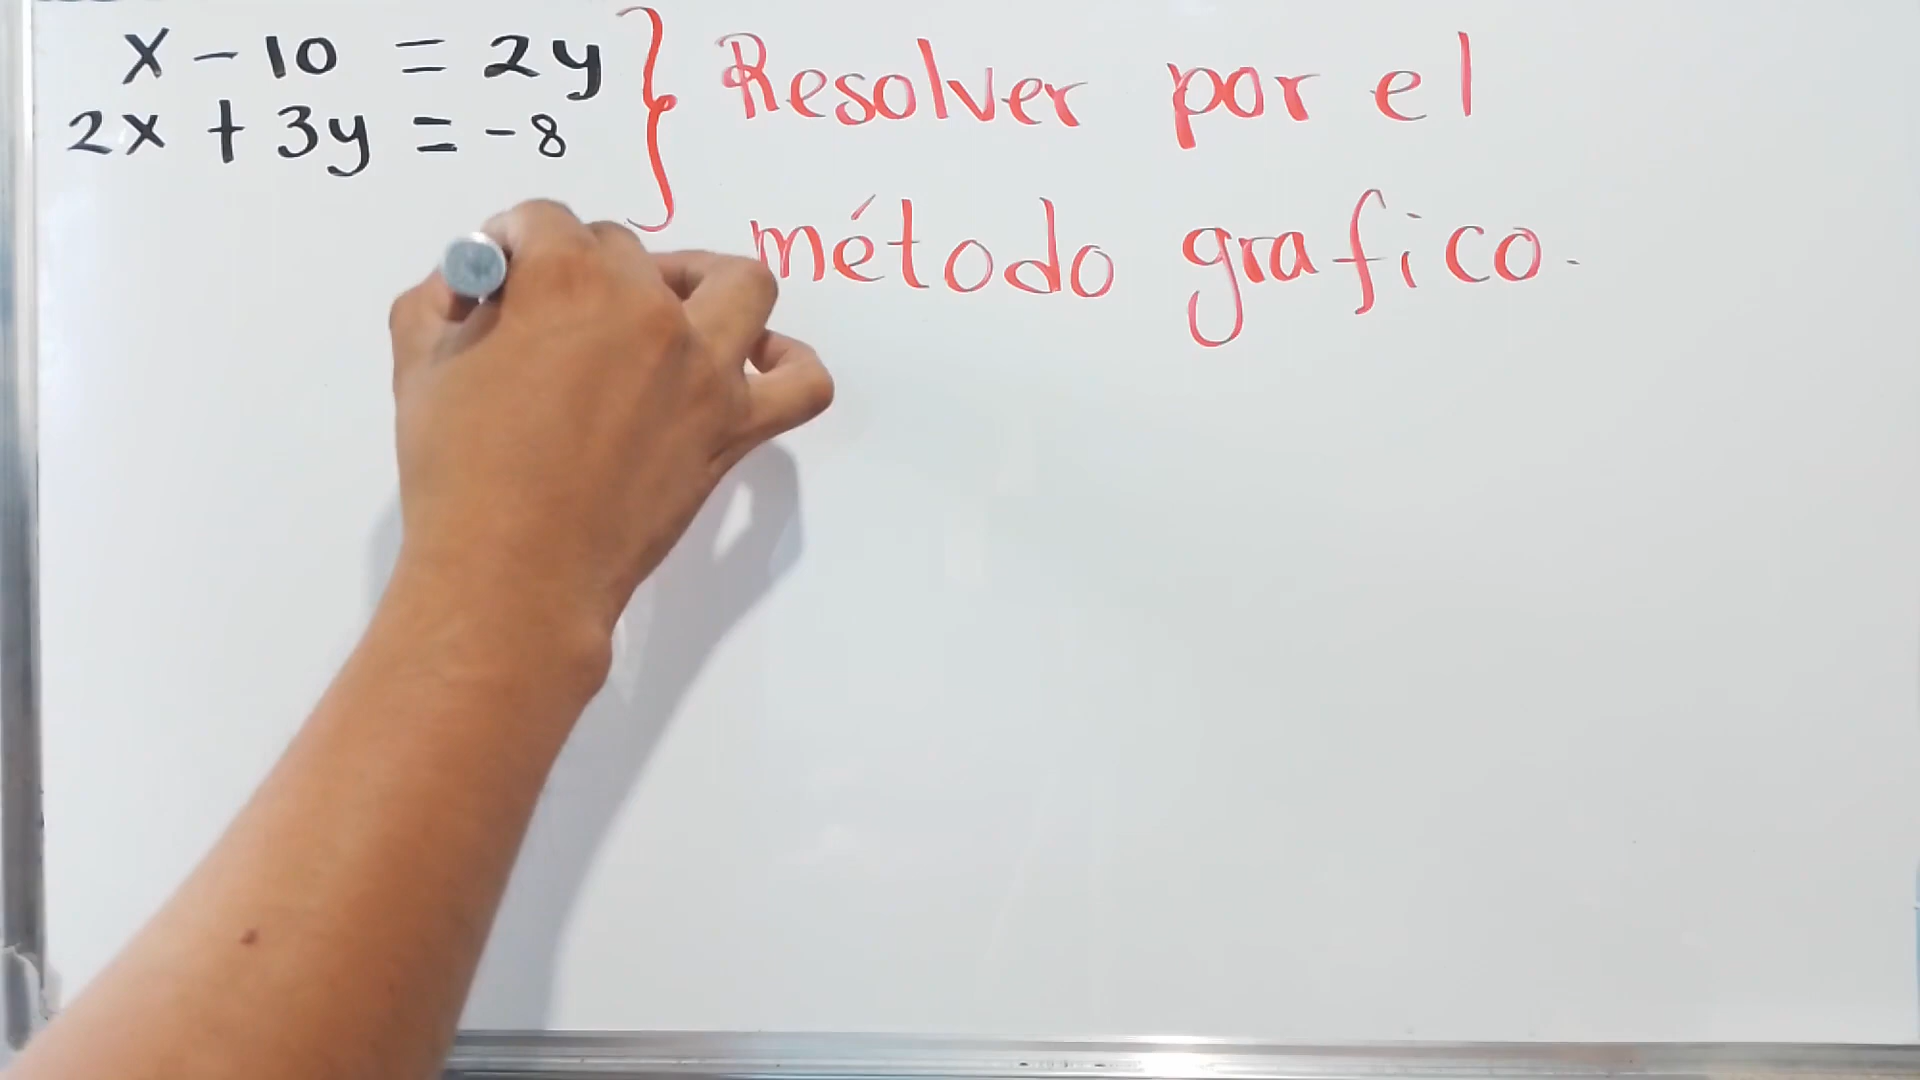 x - 10 = 2y
2x + 3y = -8
Resolver por el
método grafico.